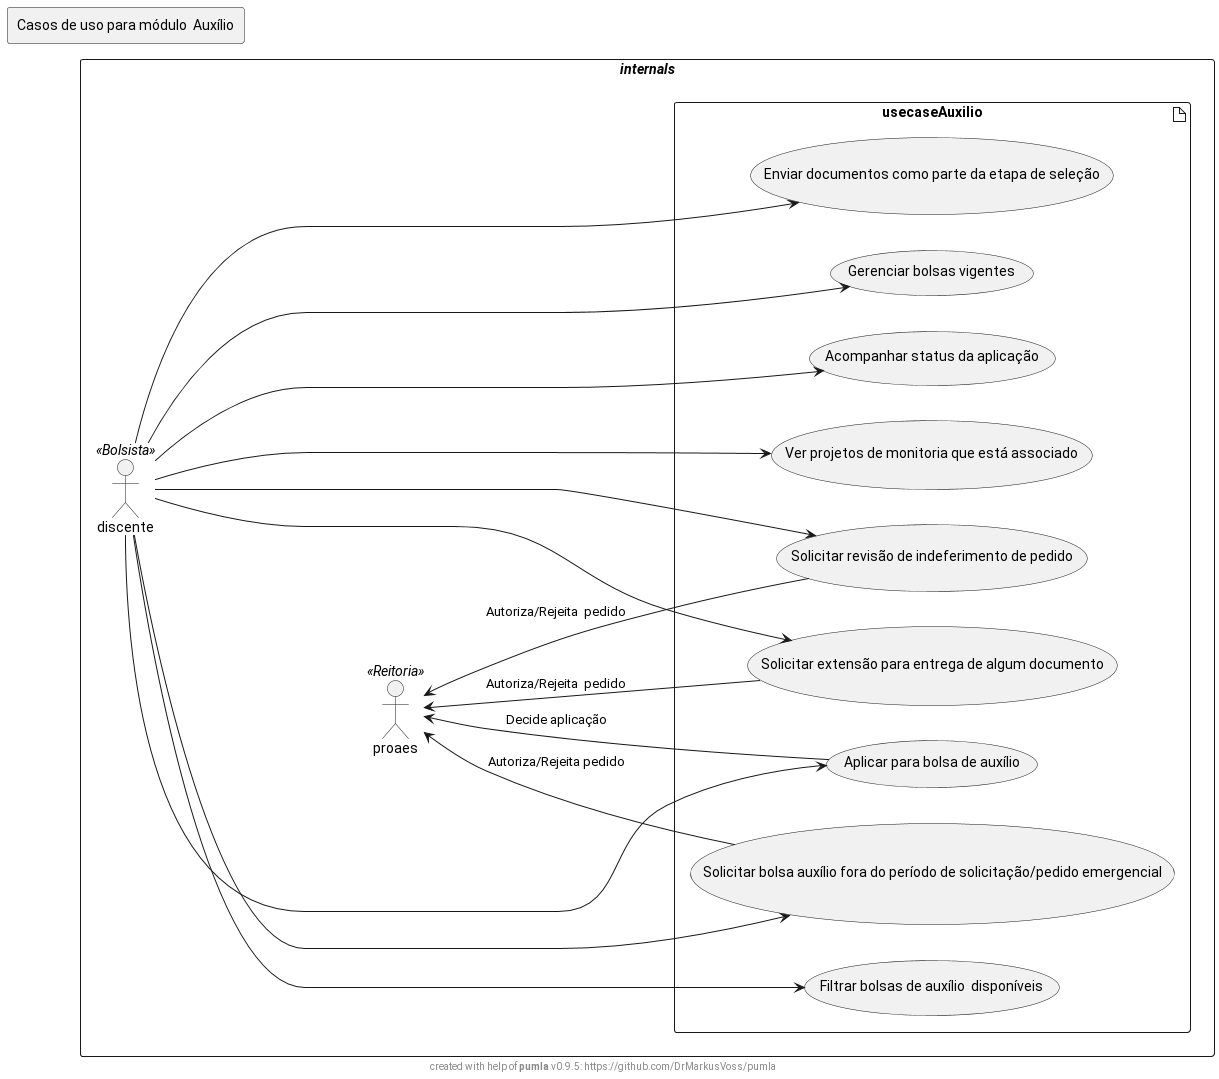 Casos de uso para módulo  Auxílio
internals
usecaseAuxilio
Enviar documentos como parte da etapa de seleção
Gerenciar bolsas vigentes
Acompanhar status da aplicação
«Bolsista»
discente
Ver projetos de monitoria que está associado
Solicitar revisão de indeferimento de pedido
Autoriza/Rejeita  pedido
«Reitoria»
proaes
Solicitar extensão para entrega de algum documento
Autoriza/Rejeita  pedido
Decide aplicação
Autoriza/Rejeita pedido
Aplicar para bolsa de auxílio
Solicitar bolsa auxílio fora do período de solicitação/pedido emergencial
Filtrar bolsas de auxílio  disponíveis
created with help of pumla v0.9.5: https://github.com/DrMarkusVoss/pumla